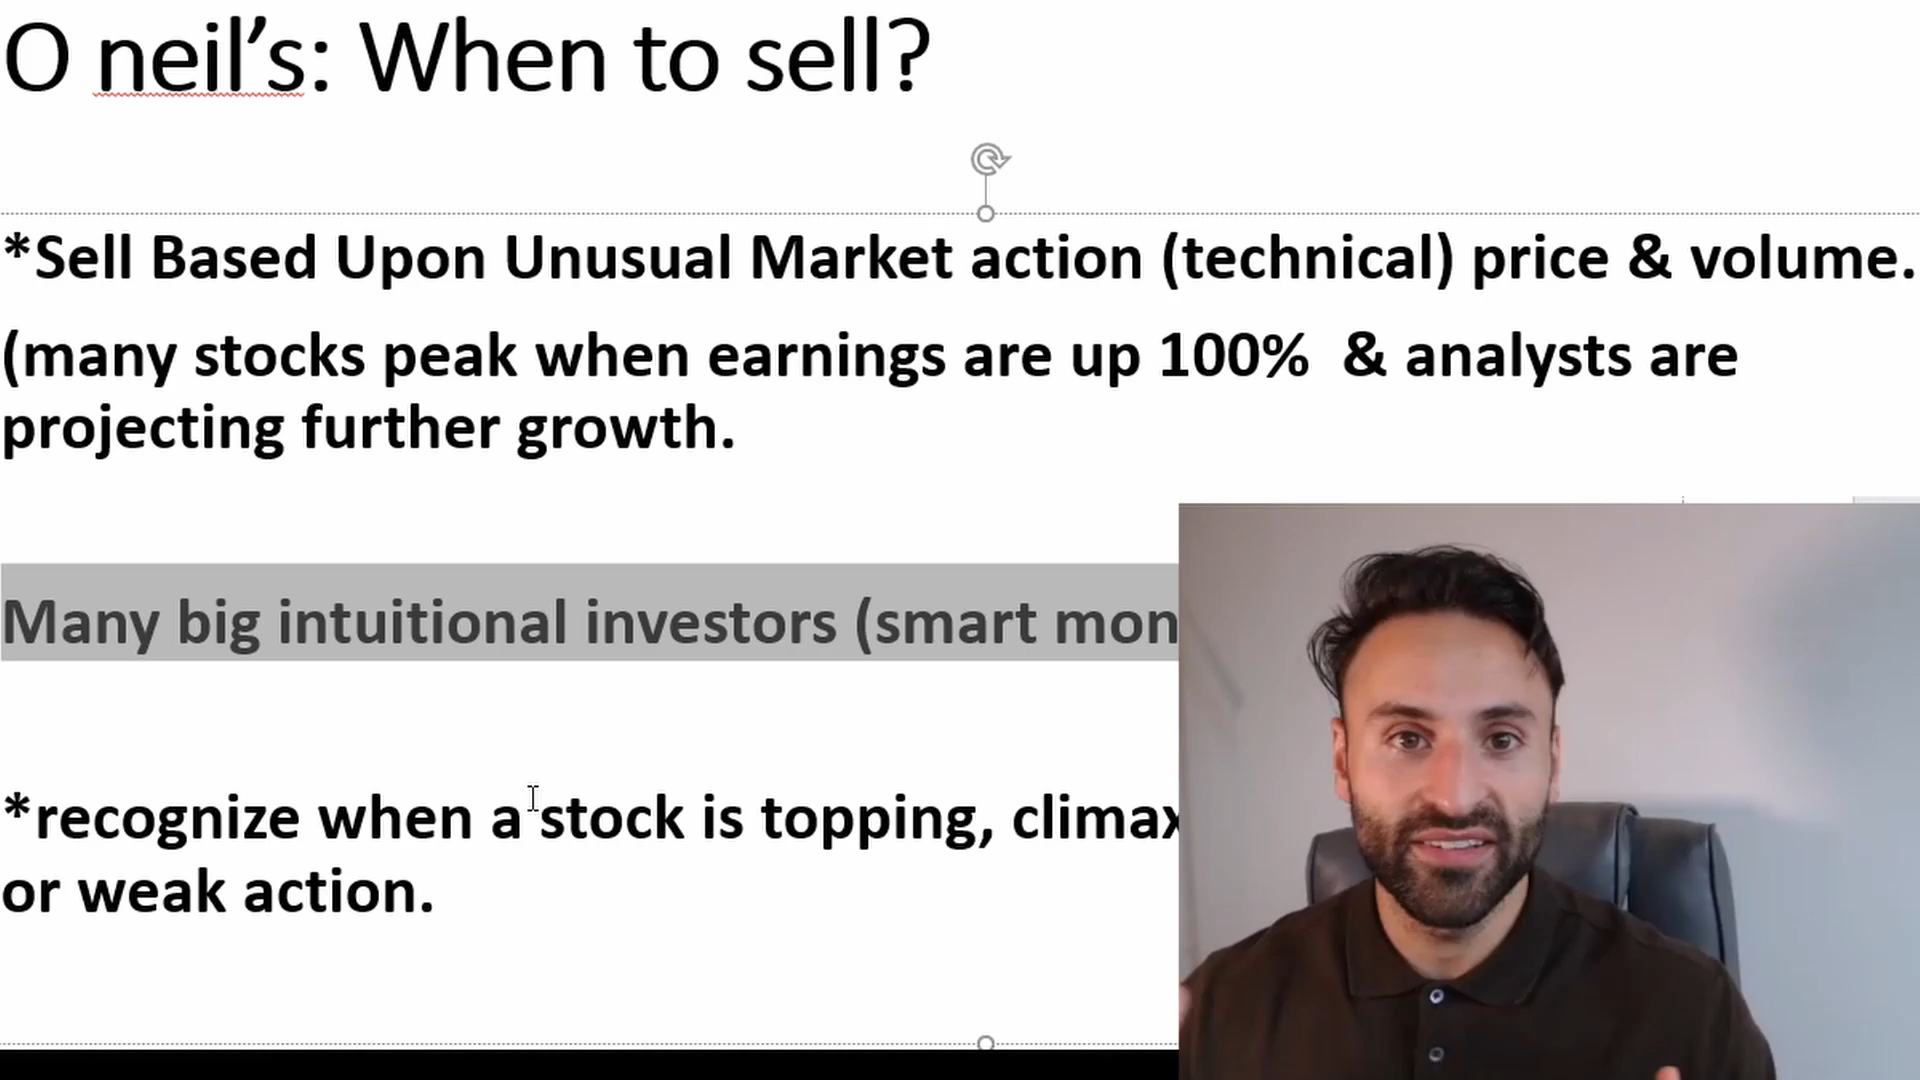 O neil’s: When to sell?
*Sell Based Upon Unusual Market action (technical) price & volume.
(many stocks peak when earnings are up 100%  & analysts are
projecting further growth.
Many big intuitional investors (smart mon
*recognize when a stock is topping, climax
or weak action.